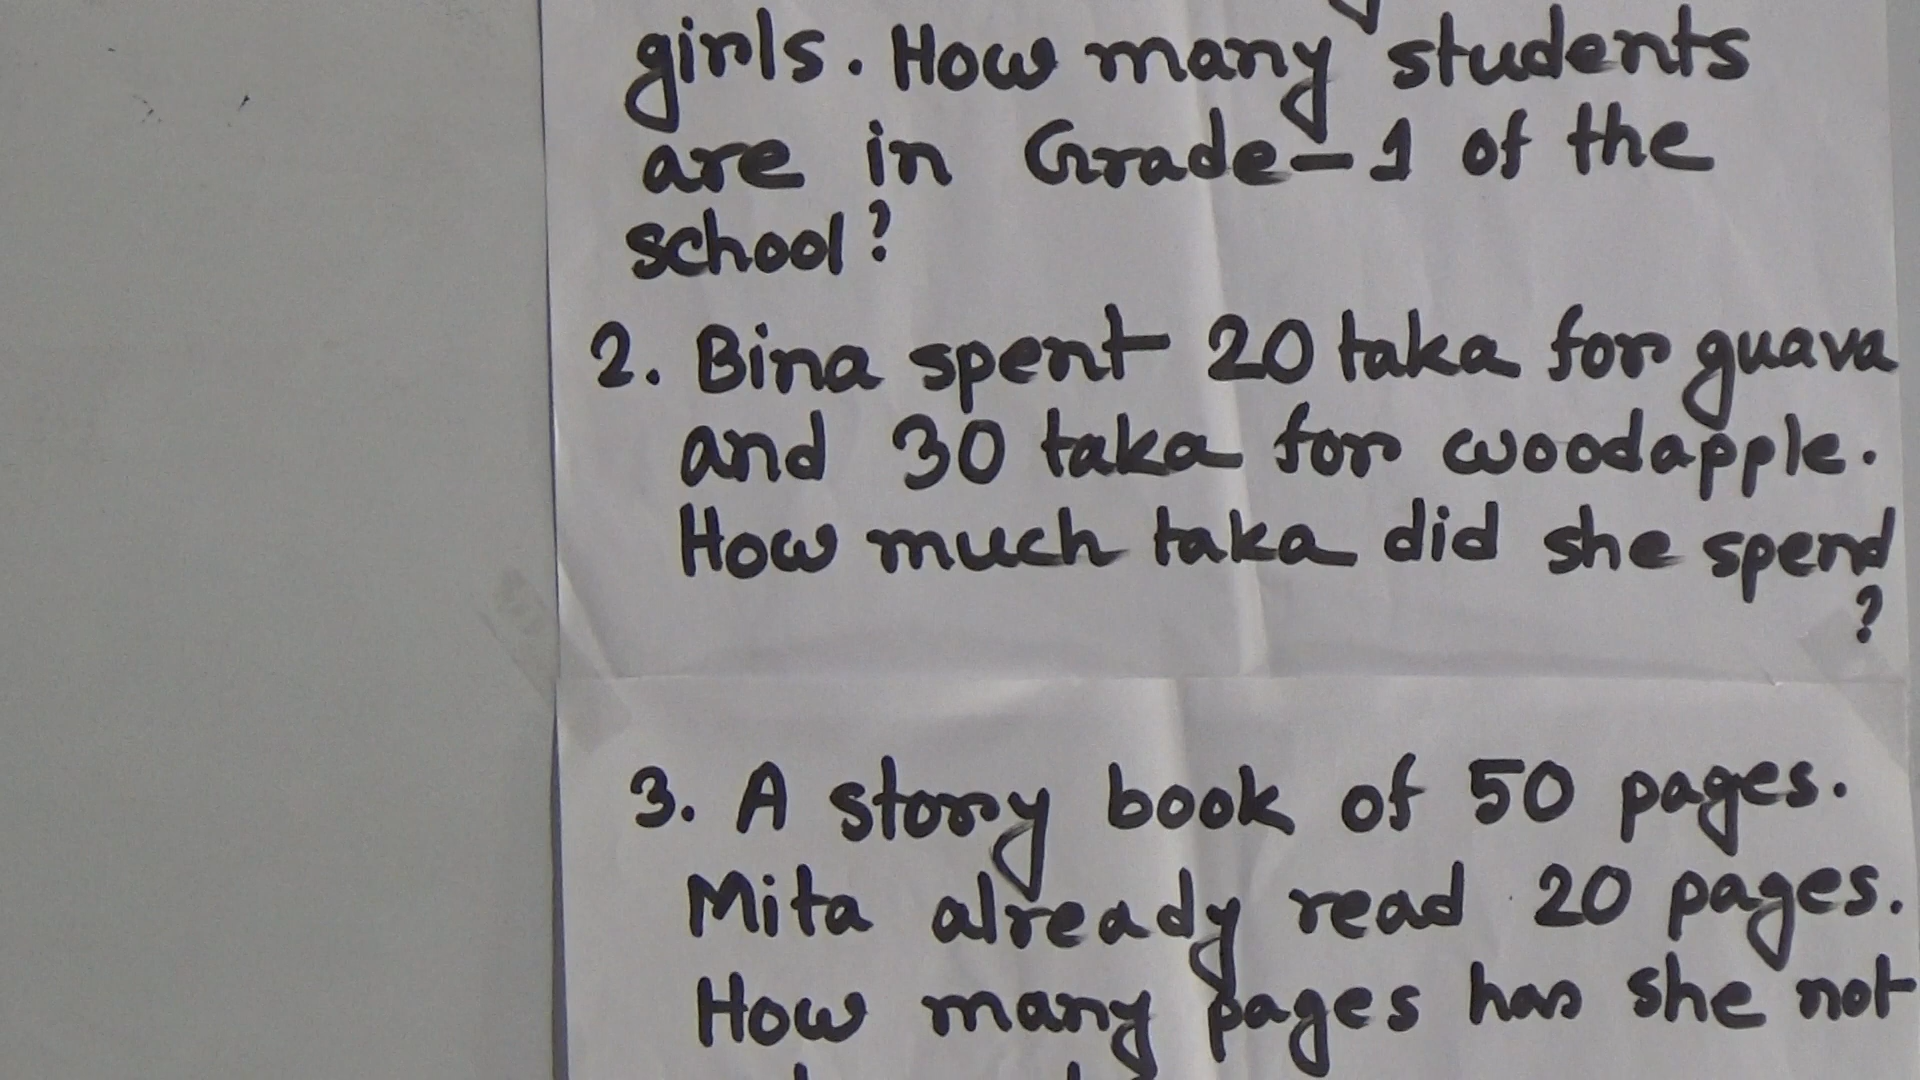 girls. How many students
are in Grade-1 of the
school?
2. Bina spent 20 taka for guava
and 30 taka for woodapple.
How much taka did she spend
?
3. A story book of 50 pages.
Mita already read 20 pages.
How many pages has she not